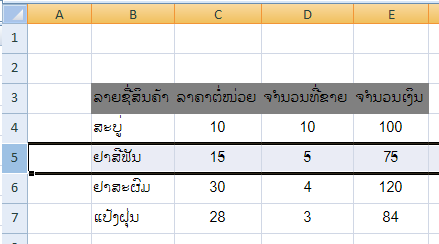 A B C D E
1
2
3 ລາຍຊື່ສິນຄ້າ ລາຄາຕໍ່ໜ່ວຍ ຈຳນວນທີ່ຂາຍ ຈຳນວນເງິນ
4 ສະບູ່ 10 10 100
5 ຢາສີຟັນ 15 5 75
6 ຢາສະຜົມ 30 4 120
7 ແປ້ງຝຸ່ນ 28 3 84